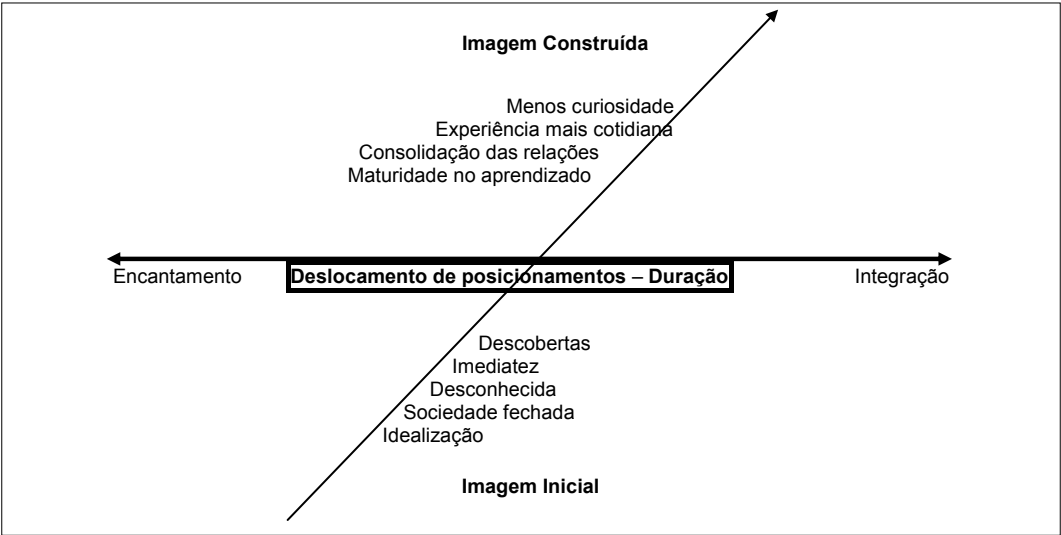 Imagem Construída
Menos curiosidade
Experiência mais cotidiana
Consolidação das relações
Maturidade no aprendizado
Encantamento
Deslocamento de posicionamentos – Duração
Integração
Descobertas
Imediatez
Desconhecida
Sociedade fechada
Idealização
Imagem Inicial